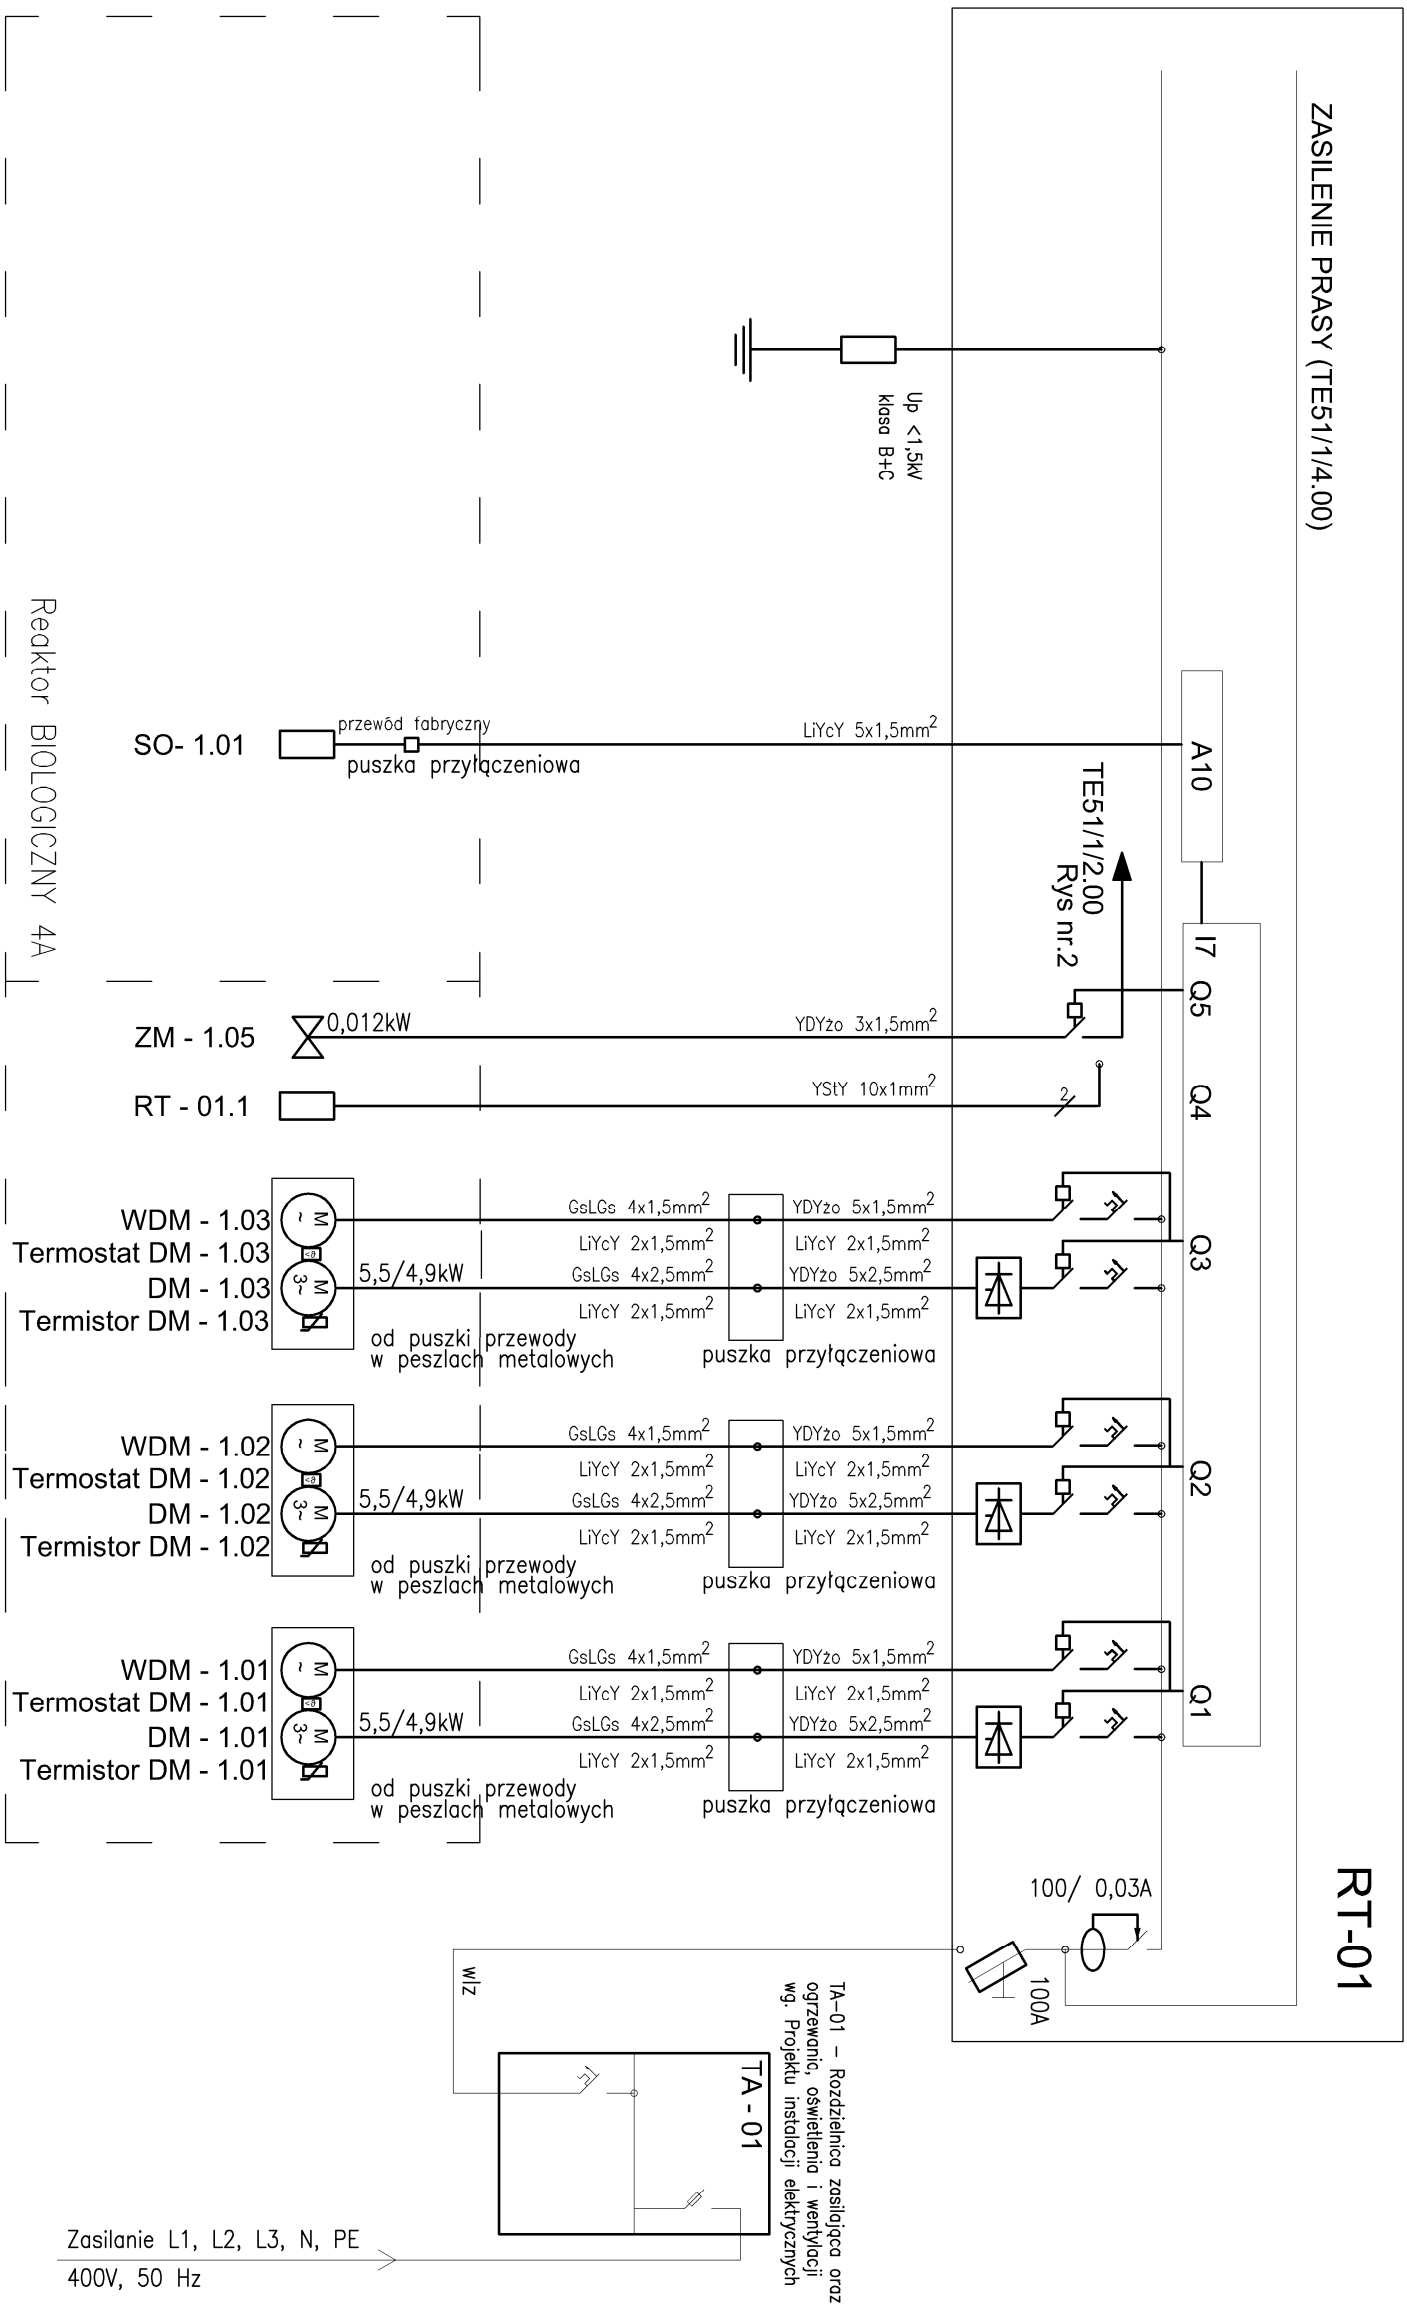 ZASILENIE PRASY (TE51/1/4.00)
Up <1,5kV
klasa B+C
SO- 1.01
przewód fabryczny
puszka przyłączeniowa
LiYcY 5x1,5mm²
A10
Reaktor BIOLOGICZNY 4A
TE51/1/2.00
Rys nr.2
I7
Q5
Q4
Q3
Q2
Q1
ZM - 1.05
0,012kW
YDYżo 3x1,5mm²
RT - 01.1
YStY 10x1mm²
2
WDM - 1.03
M
~
GsLGs 4x1,5mm²
YDYżo 5x1,5mm²
Termostat DM - 1.03
<ϑ
LiYcY 2x1,5mm²
LiYcY 2x1,5mm²
DM - 1.03
M
3~
5,5/4,9kW
GsLGs 4x2,5mm²
YDYżo 5x2,5mm²
Termistor DM - 1.03
LiYcY 2x1,5mm²
LiYcY 2x1,5mm²
od puszki przewody
w peszlach metalowych
puszka przyłączeniowa
WDM - 1.02
M
~
GsLGs 4x1,5mm²
YDYżo 5x1,5mm²
Termostat DM - 1.02
<ϑ
LiYcY 2x1,5mm²
LiYcY 2x1,5mm²
DM - 1.02
M
3~
5,5/4,9kW
GsLGs 4x2,5mm²
YDYżo 5x2,5mm²
Termistor DM - 1.02
LiYcY 2x1,5mm²
LiYcY 2x1,5mm²
od puszki przewody
w peszlach metalowych
puszka przyłączeniowa
WDM - 1.01
M
~
GsLGs 4x1,5mm²
YDYżo 5x1,5mm²
Termostat DM - 1.01
<ϑ
LiYcY 2x1,5mm²
LiYcY 2x1,5mm²
DM - 1.01
M
3~
5,5/4,9kW
GsLGs 4x2,5mm²
YDYżo 5x2,5mm²
Termistor DM - 1.01
LiYcY 2x1,5mm²
LiYcY 2x1,5mm²
od puszki przewody
w peszlach metalowych
puszka przyłączeniowa
RT-01
100/ 0,03A
100A
wlz
TA-01 - Rozdzielnica zasilająca oraz
ogrzewanic, oświetlenia i wentylacji
wg. Projektu instalacji elektrycznych
TA - 01
Zasilanie L1, L2, L3, N, PE
400V, 50 Hz